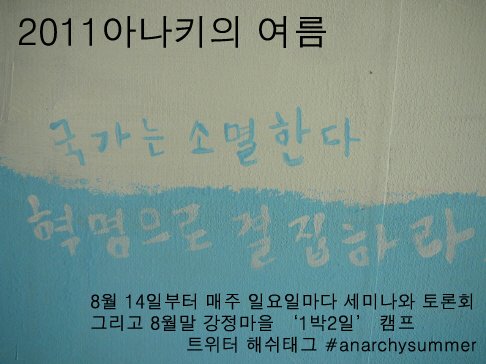 2011아나키의 여름
국가는 소멸한다
혁명으로 결집하라
8월 14일부터 매주 일요일마다 세미나와 토론회
그리고 8월말 강정마을 ‘1박2일’ 캠프
트위터 해쉬태그 #anarchysummer